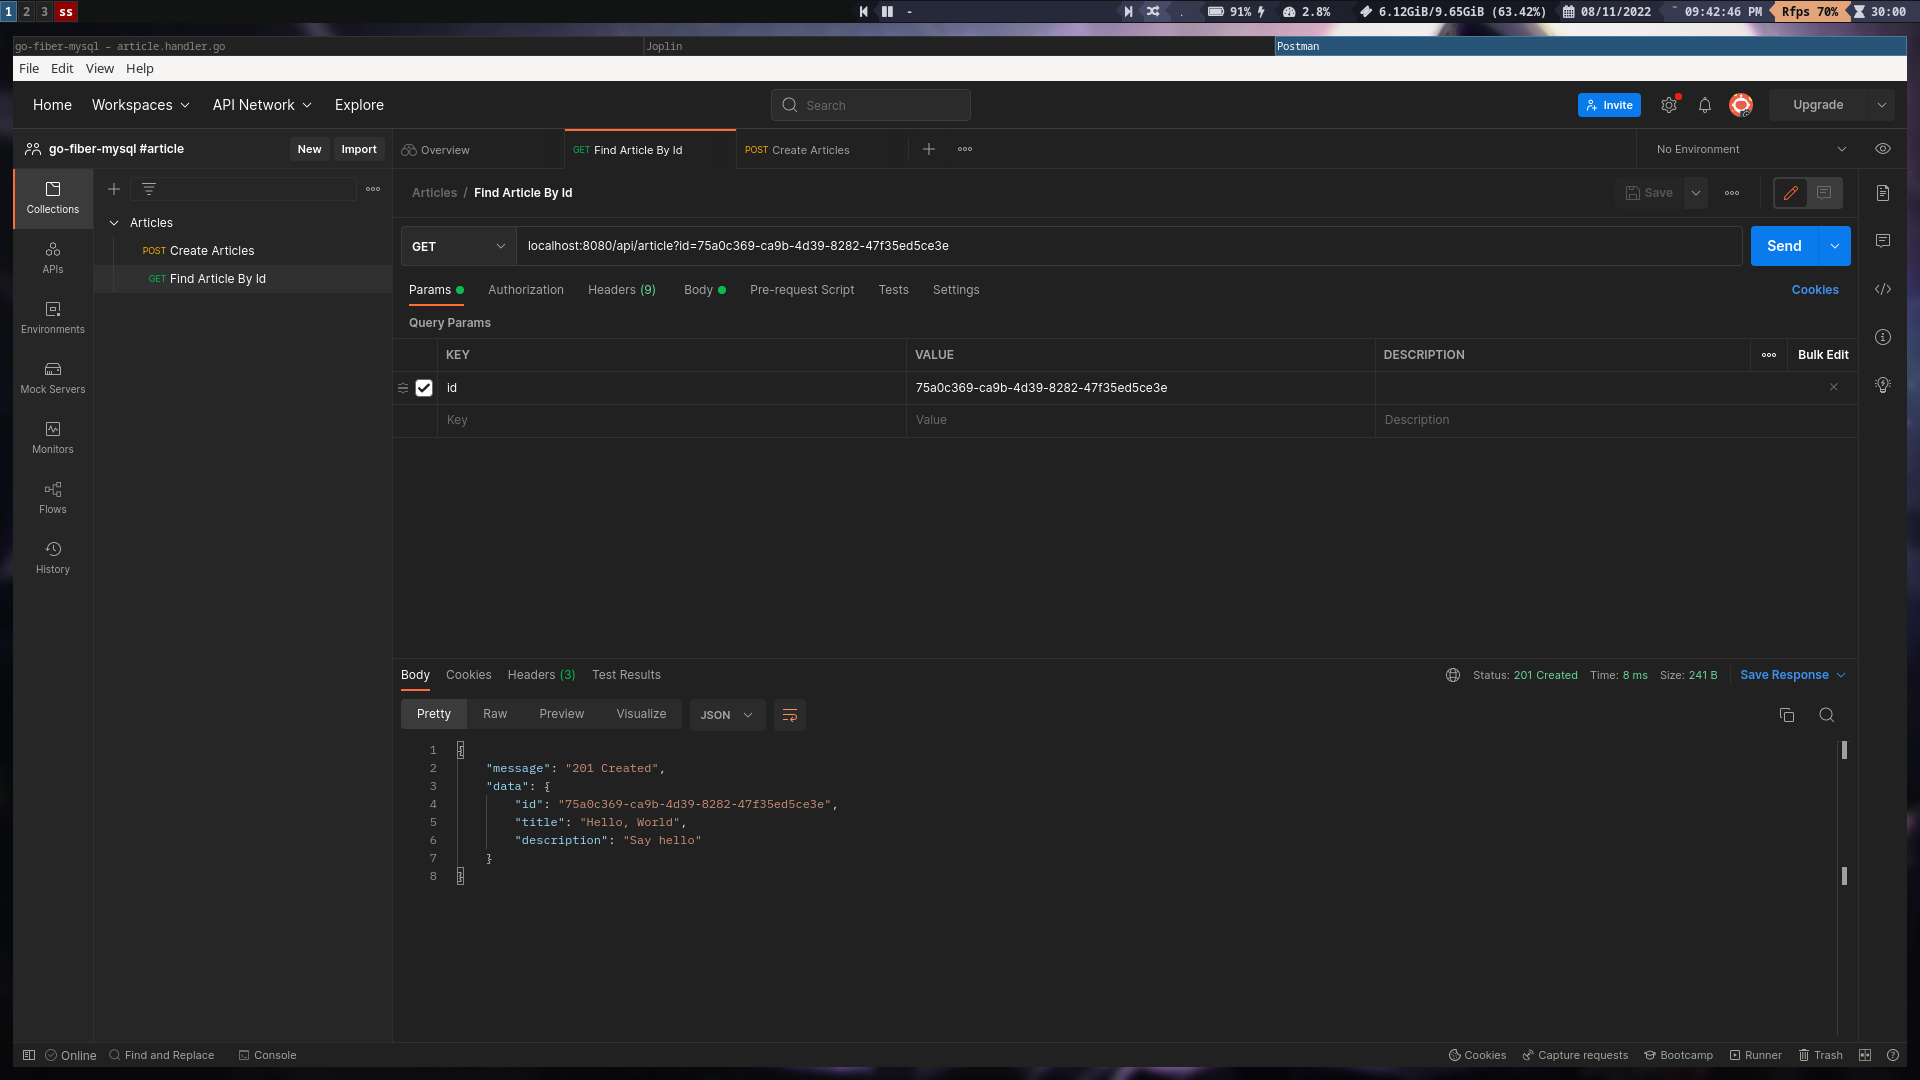 1 2 3 ss - . 91% 2.8% 6.12GiB/9.65GiB (63.42%) 08/11/2022 ~ 09:42:46 PM Rfps 70% 30:00
go-fiber-mysql - article.handler.go Joplin Postman
File Edit View Help
Home Workspaces API Network Explore Search Invite Upgrade
go-fiber-mysql #article New Import Overview GET Find Article By Id POST Create Articles No Environment
Collections
APIs
Environments
Mock Servers
Monitors
Flows
History
Articles
POST Create Articles
GET Find Article By Id
Articles / Find Article By Id Save
GET localhost:8080/api/article?id=75a0c369-ca9b-4d39-8282-47f35ed5ce3e Send
Params Authorization Headers (9) Body Pre-request Script Tests Settings Cookies
Query Params
KEY VALUE DESCRIPTION Bulk Edit
id 75a0c369-ca9b-4d39-8282-47f35ed5ce3e
Key Value Description
Body Cookies Headers (3) Test Results Status: 201 Created Time: 8 ms Size: 241 B Save Response
Pretty Raw Preview Visualize JSON
1 {
2 "message": "201 Created",
3 "data": {
4 "id": "75a0c369-ca9b-4d39-8282-47f35ed5ce3e",
5 "title": "Hello, World",
6 "description": "Say hello"
7 }
8 }
Online Find and Replace Console Cookies Capture requests Bootcamp Runner Trash